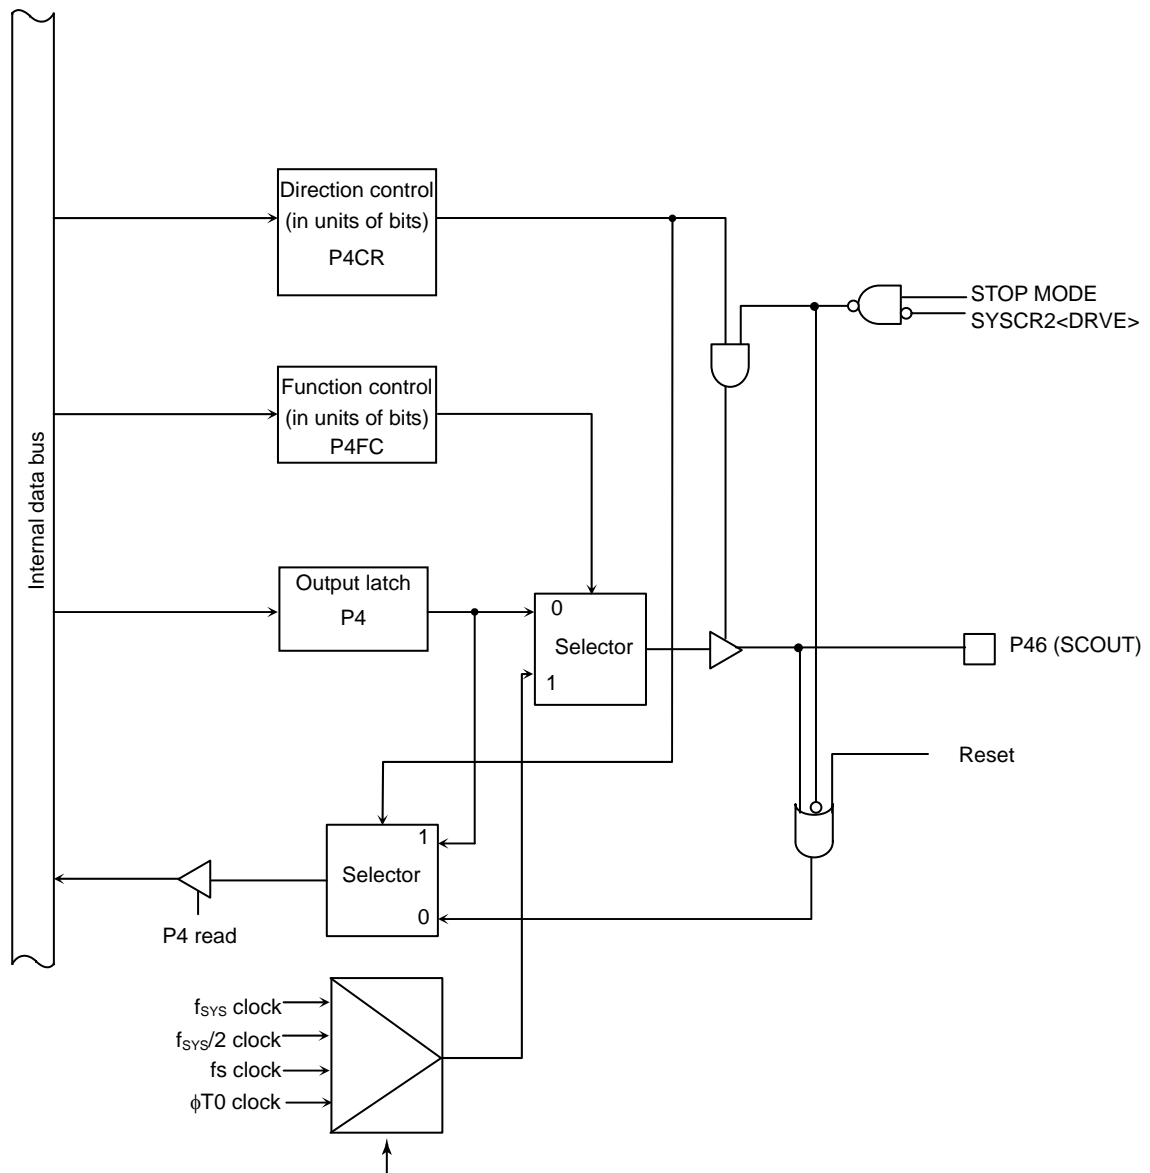 Direction control
(in units of bits)
P4CR
STOP MODE
SYSCR2<DRVE>
Function control
(in units of bits)
P4FC
Internal data bus
Output latch
P4
0
Selector
1
P46 (SCOUT)
Reset
1
Selector
0
P4 read
fSYS clock
fSYS/2 clock
fs clock
ϕT0 clock